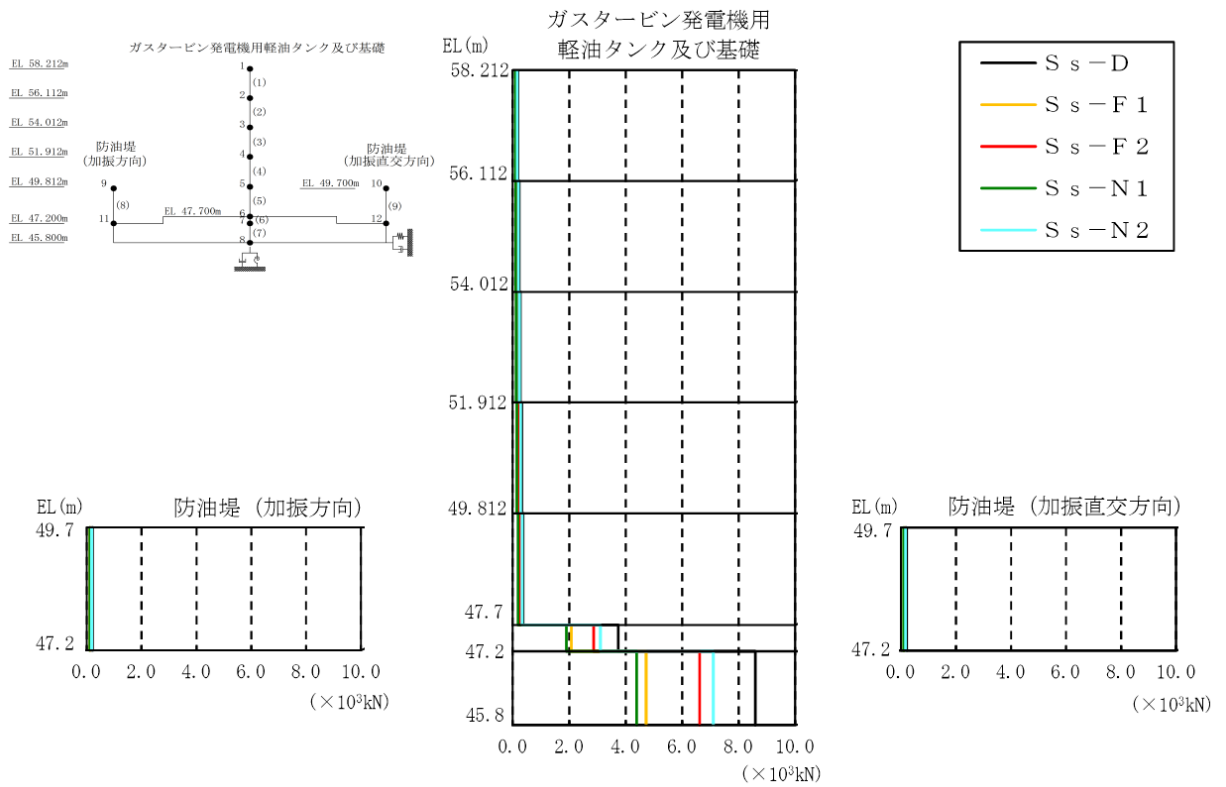 ガスタービン発電機用軽油タンク及び基礎
EL 58.212m
EL 56.112m
EL 54.012m
EL 51.912m
EL 49.812m
EL 47.200m
EL 45.800m
防油堤
(加振方向)
防油堤
(加振直交方向)
EL 49.700m
EL 47.700m
1
(1)
2
(2)
3
(3)
4
(4)
5
(5)
6
(6)
7
(7)
8
9
(8)
11
10
(9)
12
ガスタービン発電機用
軽油タンク及び基礎
EL(m)
58.212
56.112
54.012
51.912
49.812
47.7
47.2
45.8
0.0 2.0 4.0 6.0 8.0 10.0
(×10³kN)
Ss-D
Ss-F1
Ss-F2
Ss-N1
Ss-N2
EL(m) 防油堤 (加振方向)
49.7
47.2
0.0 2.0 4.0 6.0 8.0 10.0
(×10³kN)
EL(m) 防油堤 (加振直交方向)
49.7
47.2
0.0 2.0 4.0 6.0 8.0 10.0
(×10³kN)